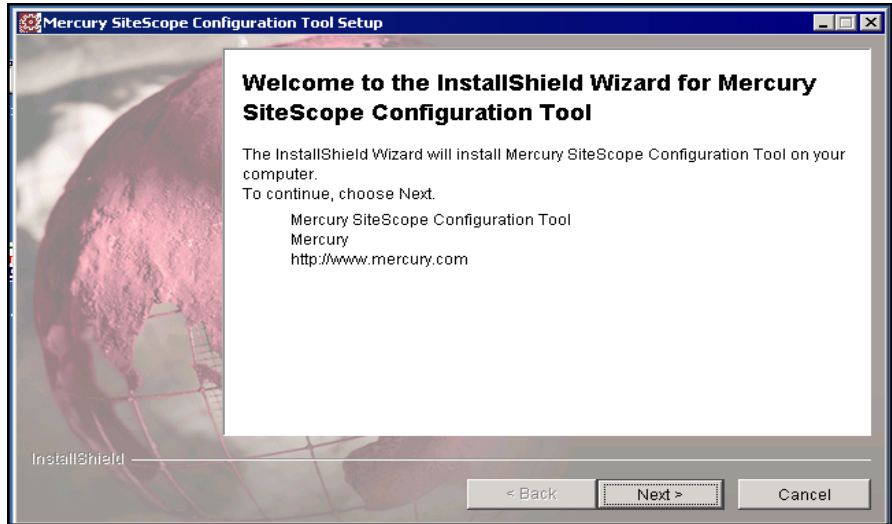 Mercury SiteScope Configuration Tool Setup
Welcome to the InstallShield Wizard for Mercury
SiteScope Configuration Tool
The InstallShield Wizard will install Mercury SiteScope Configuration Tool on your
computer.
To continue, choose Next.
Mercury SiteScope Configuration Tool
Mercury
http://www.mercury.com
InstallShield
< Back Next > Cancel